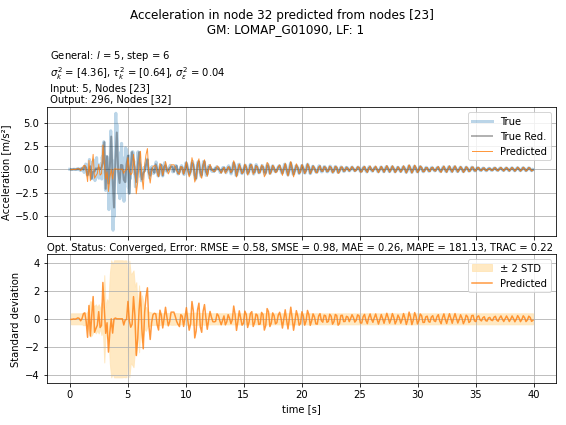 Acceleration in node 32 predicted from nodes [23]
GM: LOMAP_G01090, LF: 1
General: l = 5, step = 6
σ²ₖ = [4.36], τ²ₖ = [0.64], σ²ε = 0.04
Input: 5, Nodes [23]
Output: 296, Nodes [32]
Acceleration [m/s²]
5.0
2.5
0.0
−2.5
−5.0
True
True Red.
Predicted
Opt. Status: Converged, Error: RMSE = 0.58, SMSE = 0.98, MAE = 0.26, MAPE = 181.13, TRAC = 0.22
Standard deviation
4
2
0
−2
−4
± 2 STD
Predicted
0 5 10 15 20 25 30 35 40
time [s]